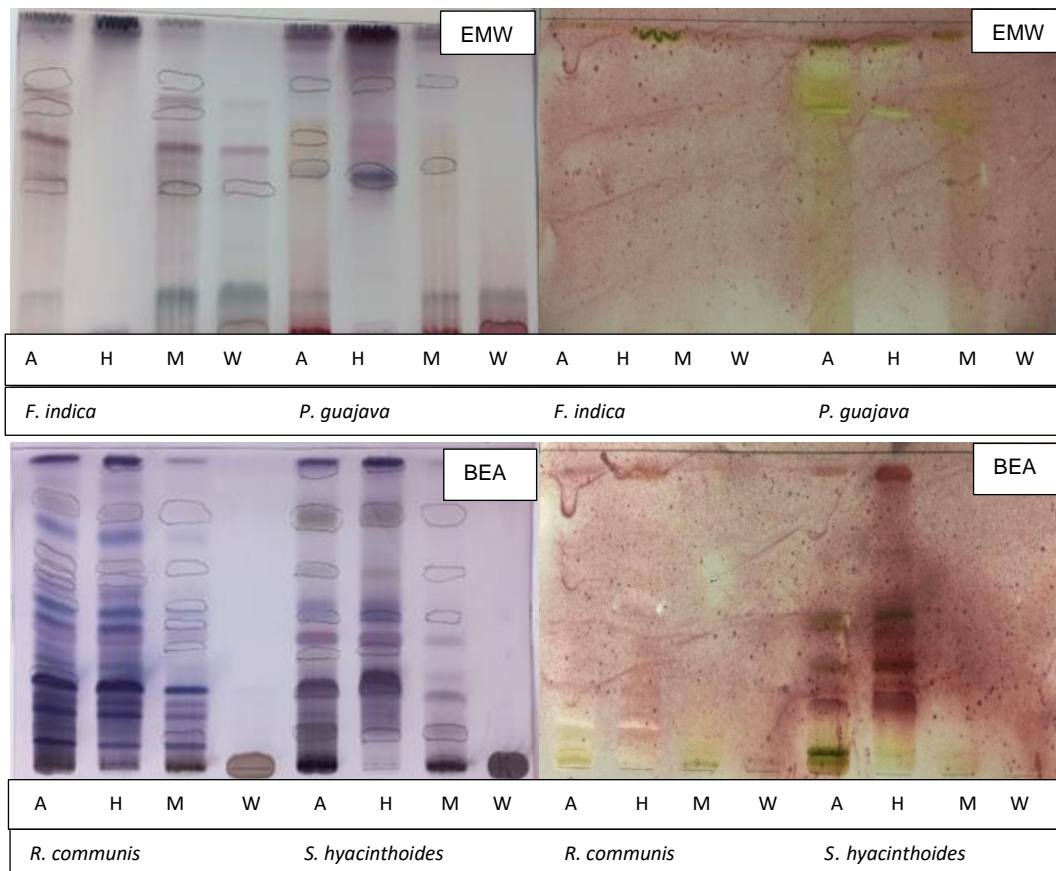 EMW EMW
A H M W A H M W A H M W A H M W
F. indica P. guajava F. indica P. guajava
BEA BEA
A H M W A H M W A H M W A H M W
R. communis S. hyacinthoides R. communis S. hyacinthoides